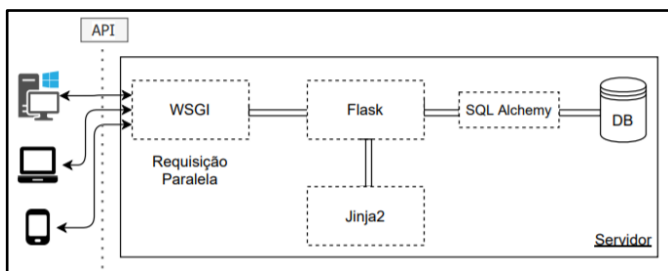 API
WSGI
Flask
SQL Alchemy
DB
Requisição
Paralela
Jinja2
Servidor